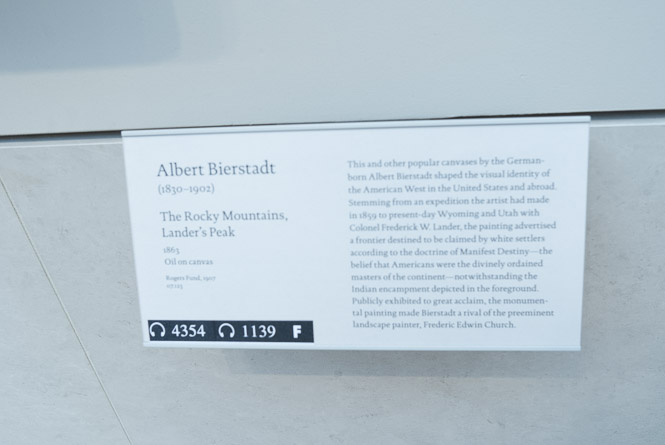 Albert Bierstadt
(1830–1902)
The Rocky Mountains,
Lander's Peak
1863
Oil on canvas
Rogers Fund, 1907
07.123
4354 1139 F
This and other popular canvases by the German-
born Albert Bierstadt shaped the visual identity of
the American West in the United States and abroad.
Stemming from an expedition the artist had made
in 1859 to present-day Wyoming and Utah with
Colonel Frederick W. Lander, the painting advertised
a frontier destined to be claimed by white settlers
according to the doctrine of Manifest Destiny—the
belief that Americans were the divinely ordained
masters of the continent—notwithstanding the
Indian encampment depicted in the foreground.
Publicly exhibited to great acclaim, the monumen-
tal painting made Bierstadt a rival of the preeminent
landscape painter, Frederic Edwin Church.